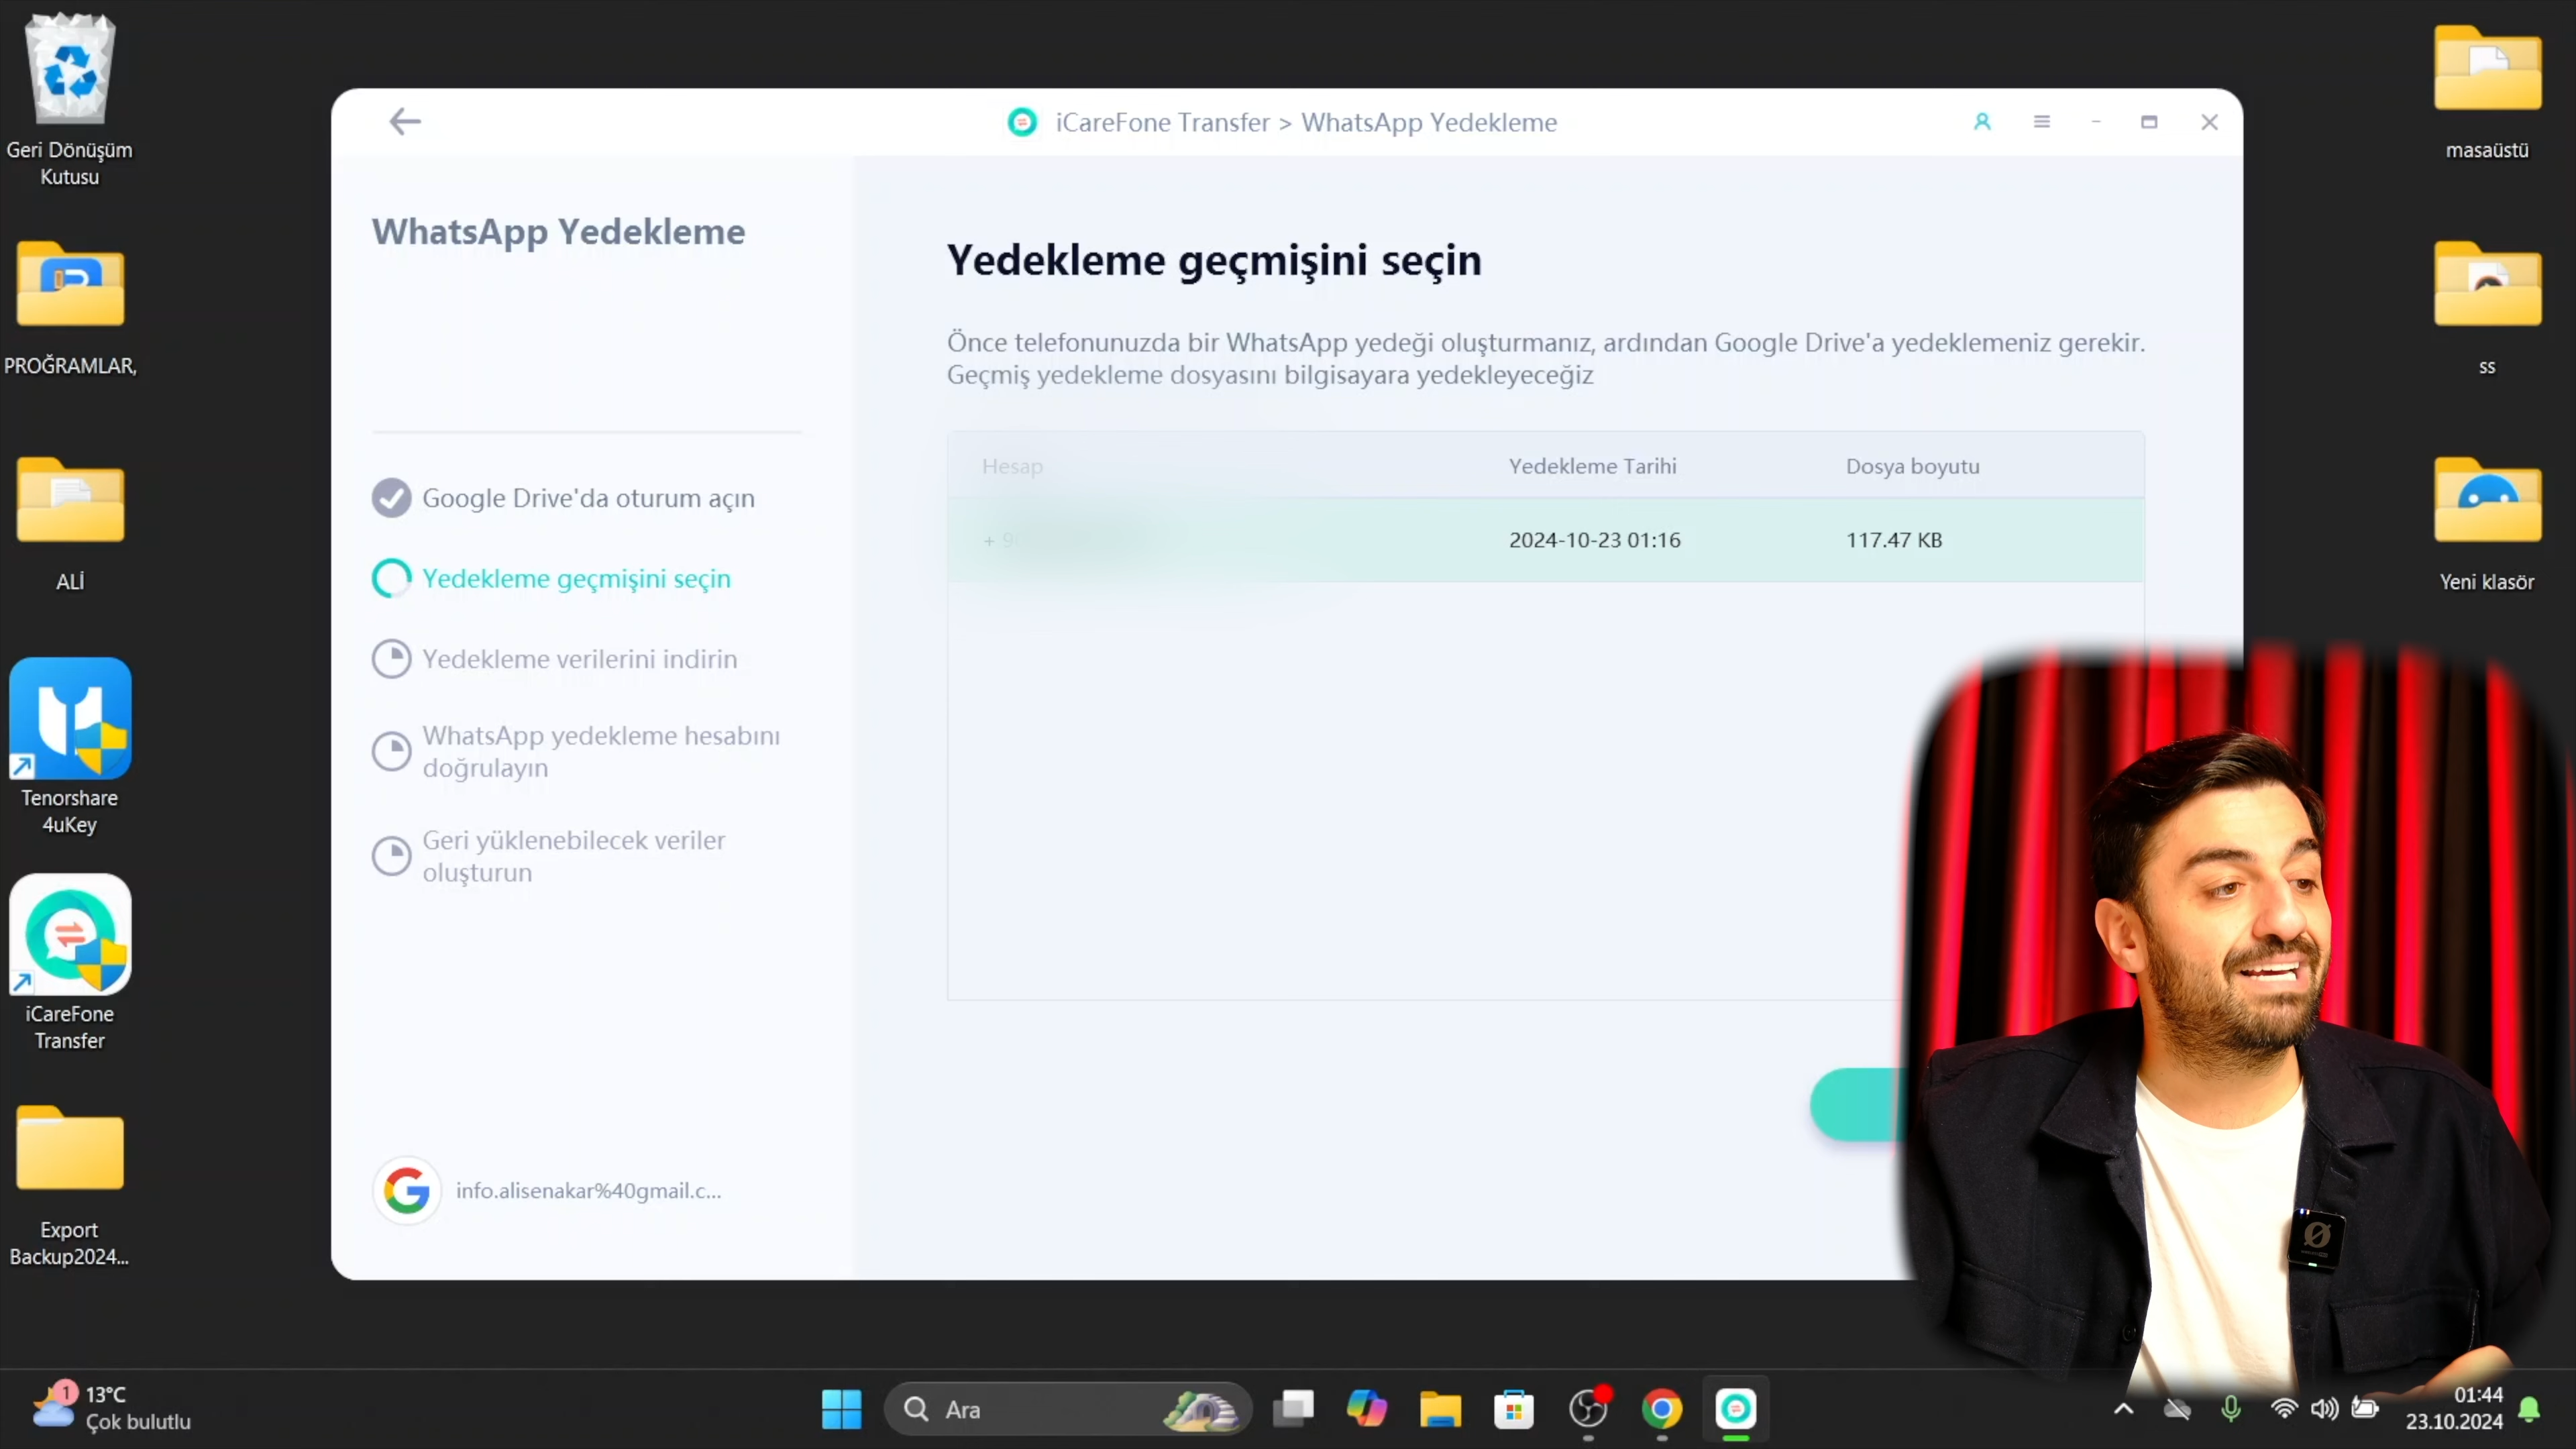 Geri Dönüşüm
Kutusu
PROĞRAMLAR,
ALİ
Tenorshare
4uKey
iCareFone
Transfer
Export
Backup2024...
iCareFone Transfer > WhatsApp Yedekleme
WhatsApp Yedekleme
Google Drive'da oturum açın
Yedekleme geçmişini seçin
Yedekleme verilerini indirin
WhatsApp yedekleme hesabını
doğrulayın
Geri yüklenebilecek veriler
oluşturun
info.alisenakar%40gmail.c...
Yedekleme geçmişini seçin
Önce telefonunuzda bir WhatsApp yedeği oluşturmanız, ardından Google Drive'a yedeklemeniz gerekir.
Geçmiş yedekleme dosyasını bilgisayara yedekleyeceğiz
Hesap Yedekleme Tarihi Dosya boyutu
2024-10-23 01:16 117.47 KB
masaüstü
ss
Yeni klasör
1
13°C
Çok bulutlu
Ara
01:44
23.10.2024